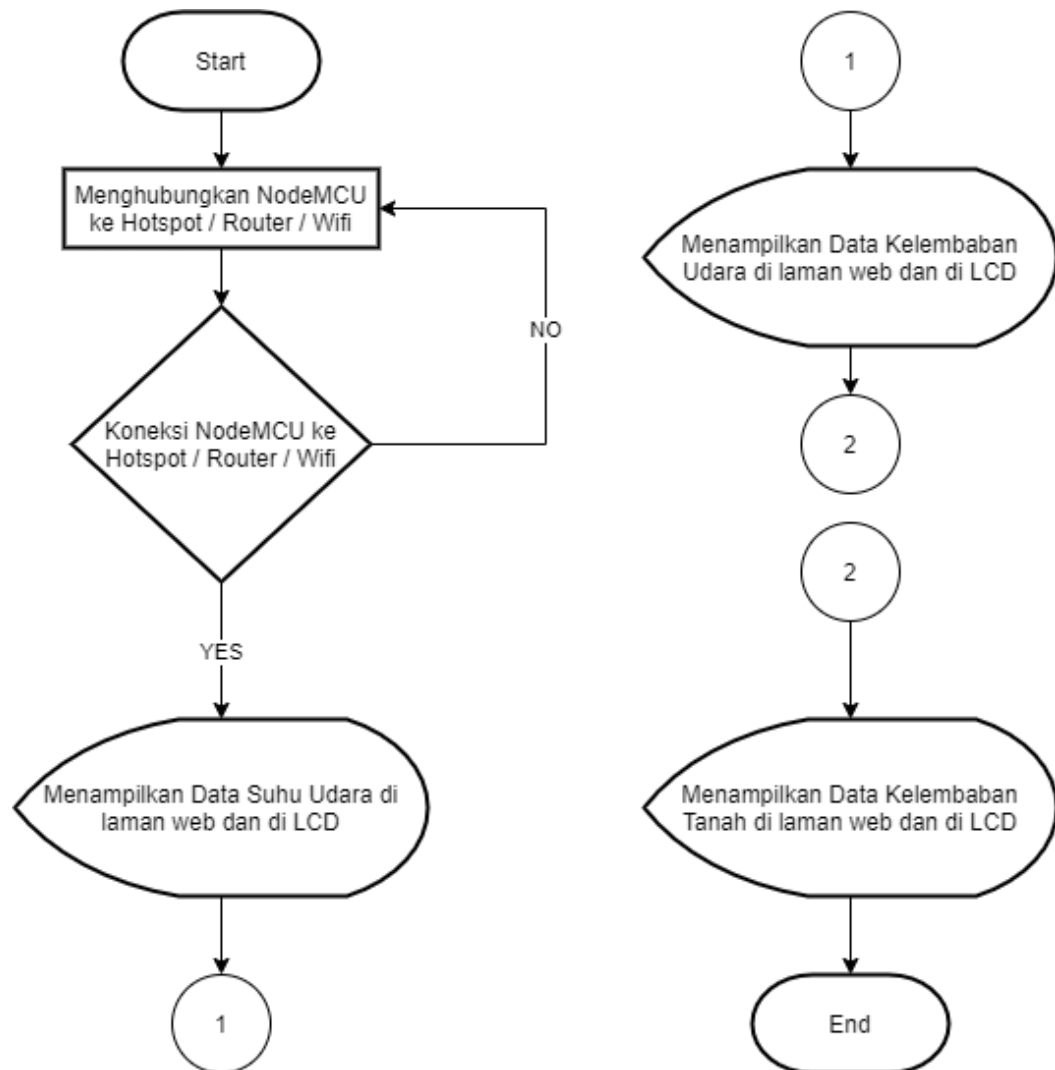 Start
Menghubungkan NodeMCU
ke Hotspot / Router / Wifi
NO
Koneksi NodeMCU ke
Hotspot / Router / Wifi
YES
Menampilkan Data Suhu Udara di
laman web dan di LCD
1
1
Menampilkan Data Kelembaban
Udara di laman web dan di LCD
2
2
Menampilkan Data Kelembaban
Tanah di laman web dan di LCD
End